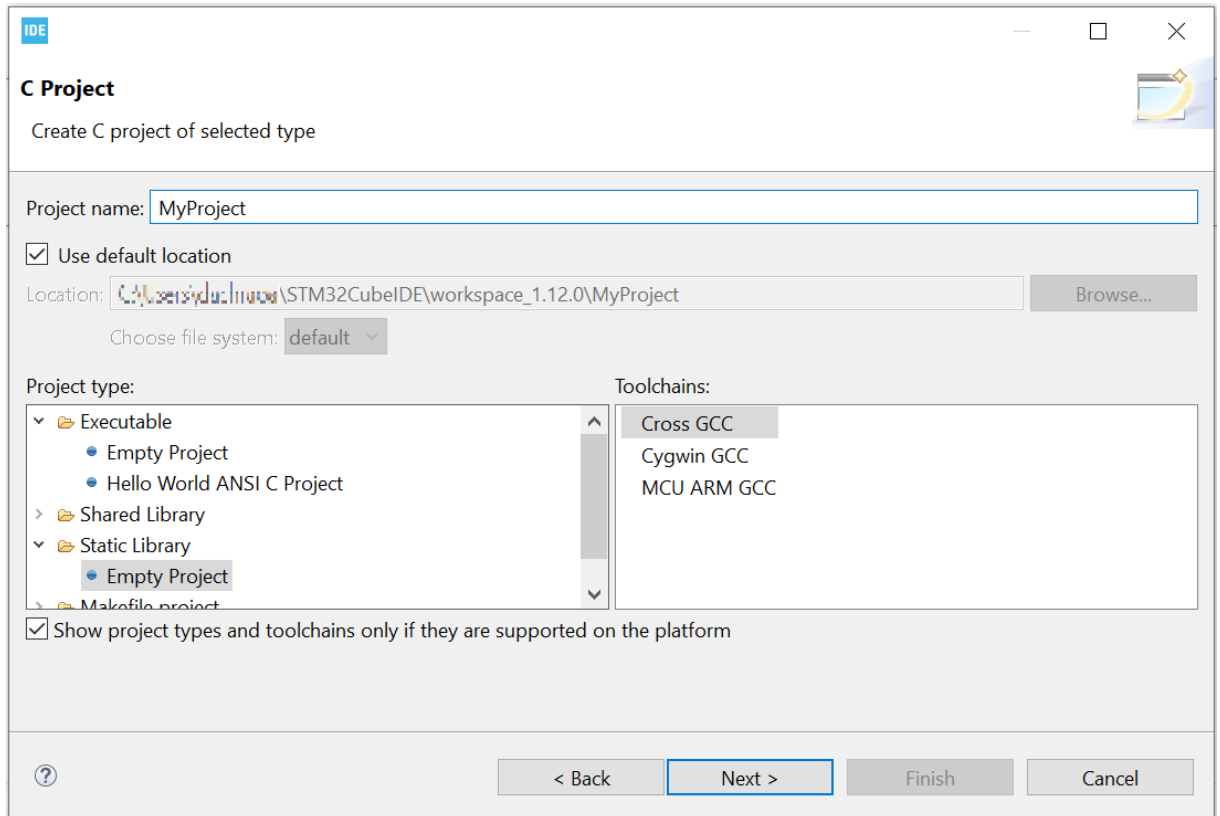 IDE
C Project
Create C project of selected type
Project name: MyProject
Use default location
Location: \STM32CubeIDE\workspace_1.12.0\MyProject Browse...
Choose file system: default
Project type: Toolchains:
Executable Cross GCC
Empty Project Cygwin GCC
Hello World ANSI C Project MCU ARM GCC
Shared Library
Static Library
Empty Project
Makefile project
Show project types and toolchains only if they are supported on the platform
? < Back Next > Finish Cancel